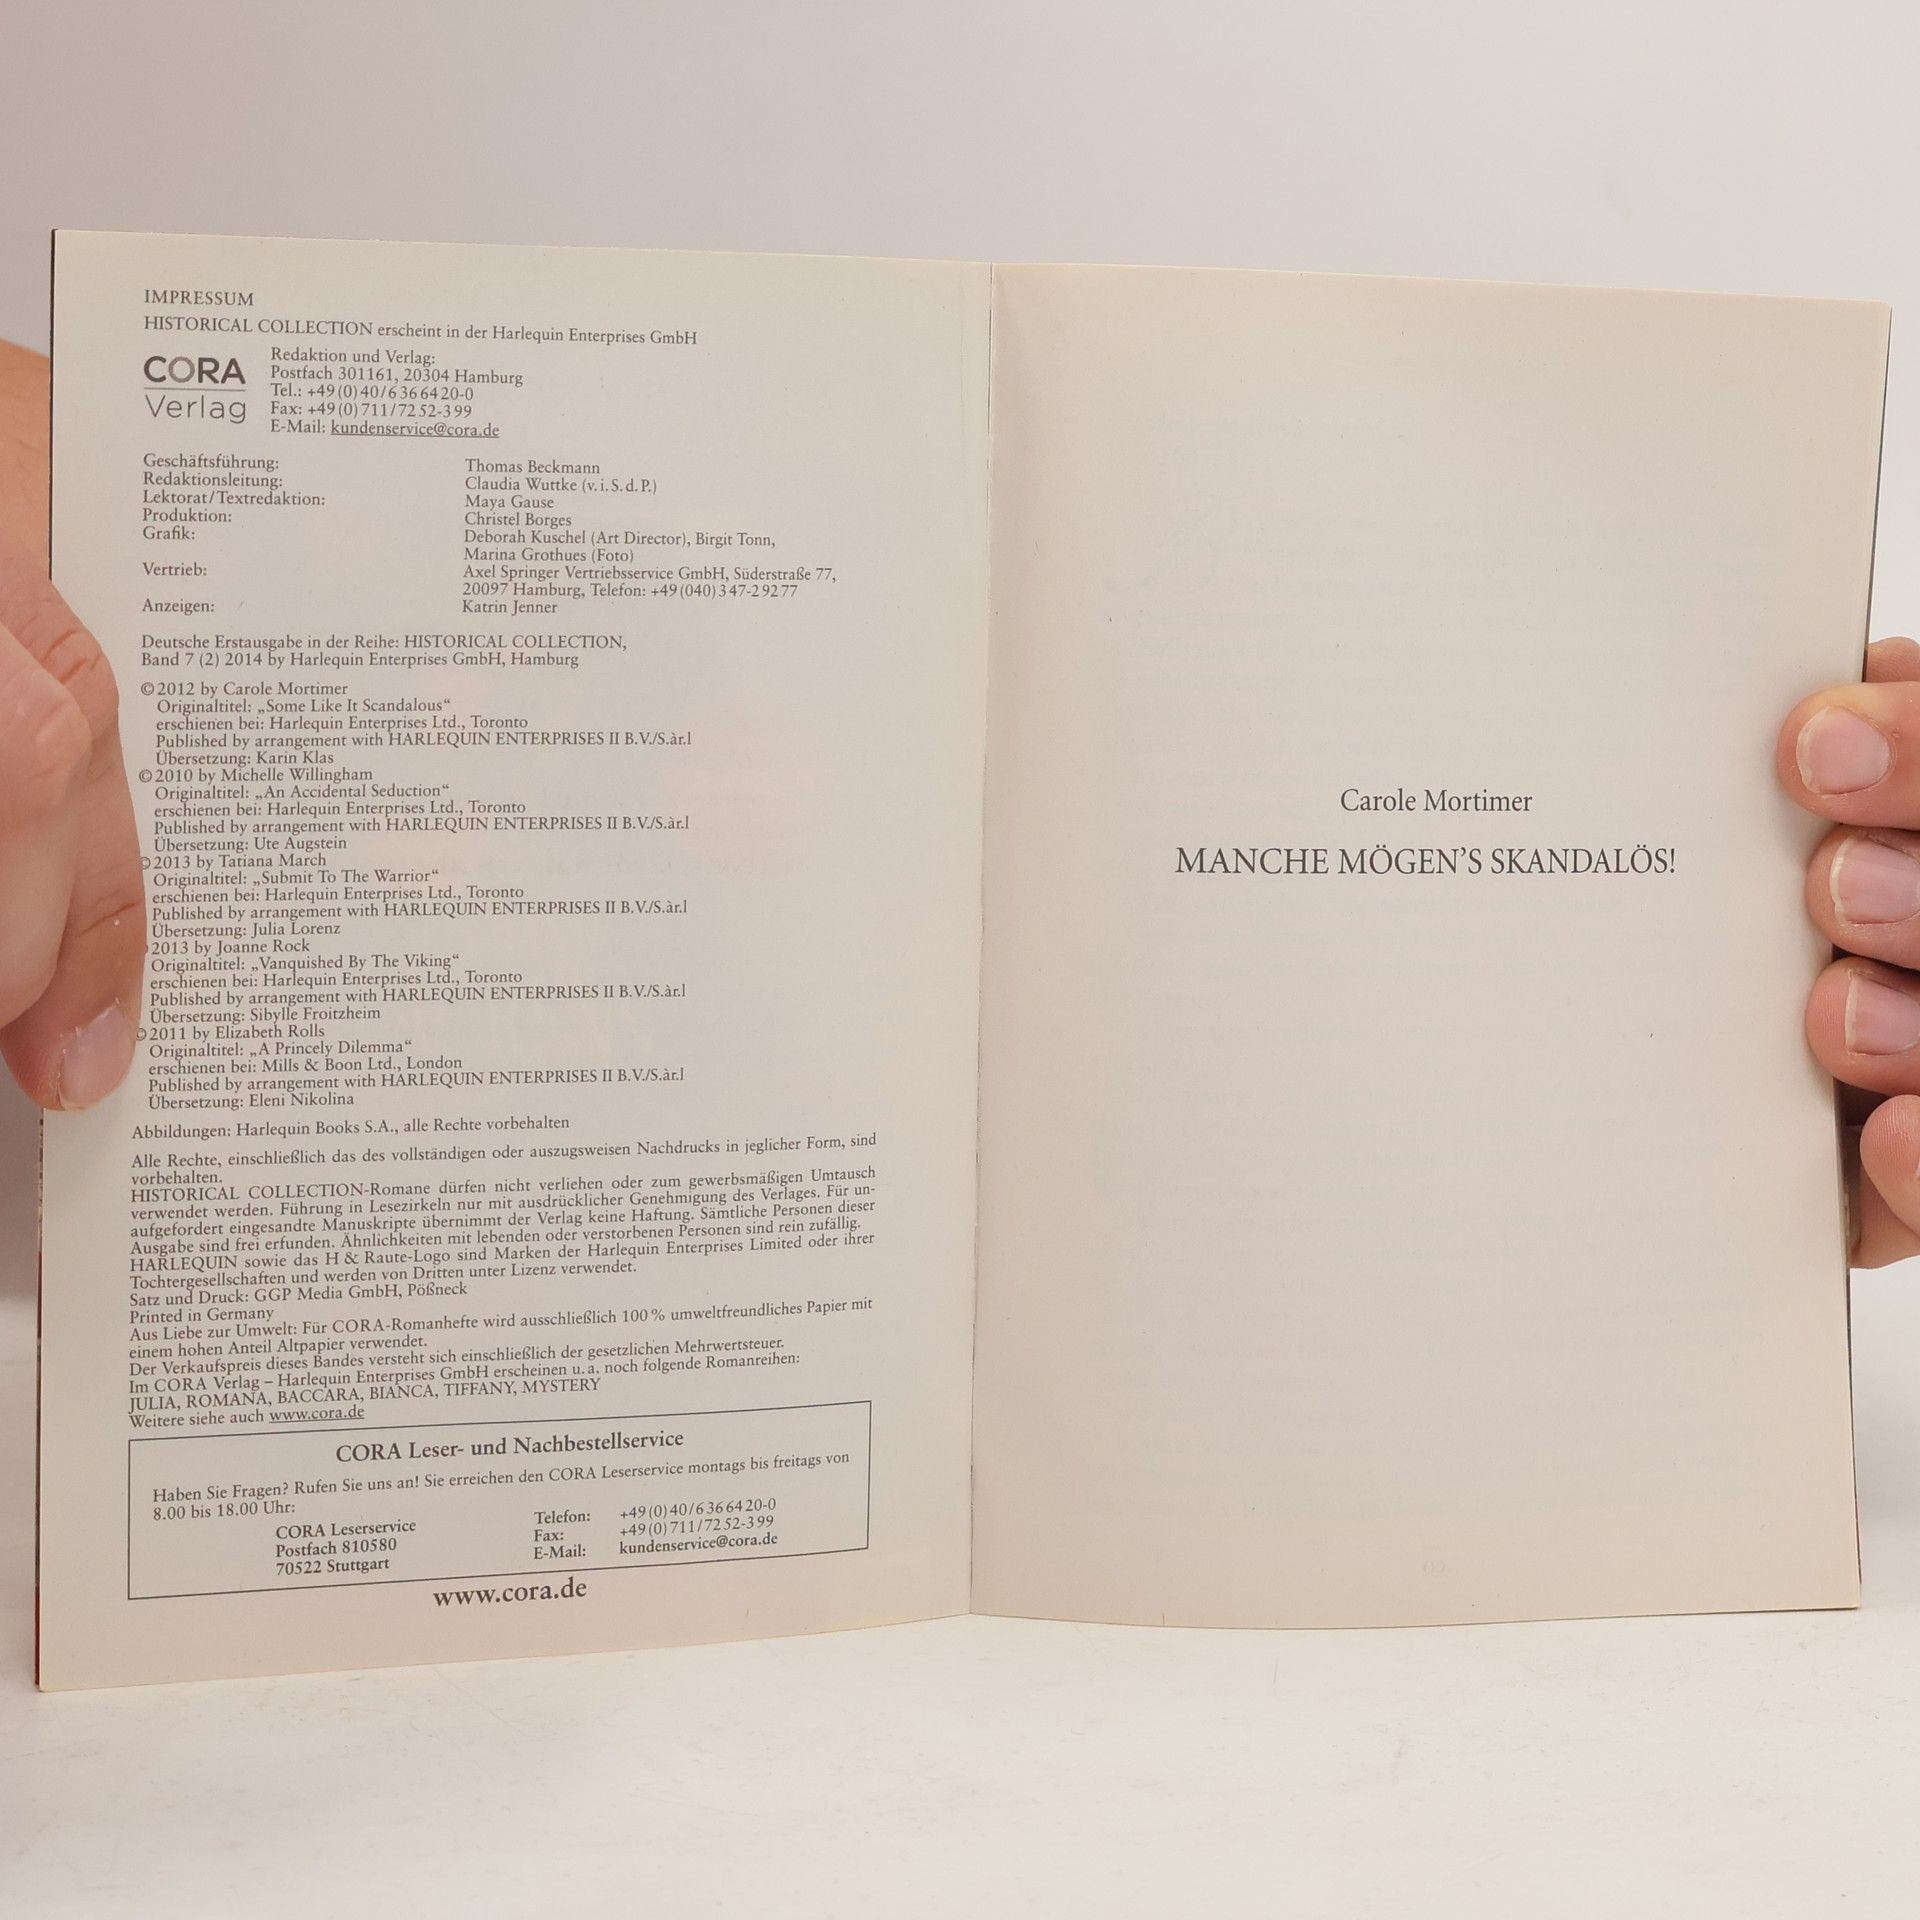 IMPRESSUM
HISTORICAL COLLECTION erscheint in der Harlequin Enterprises GmbH
CORA
Verlag
Redaktion und Verlag:
Postfach 301161, 20304 Hamburg
Tel.: +49(0)40/6366420-0
Fax: +49(0)711/7252-399
E-Mail: kundenservice@cora.de
Geschäftsführung: Thomas Beckmann
Redaktionsleitung: Claudia Wuttke (v.i.S.d.P.)
Lektorat/Textredaktion: Maya Gause
Produktion: Christel Borges
Grafik: Deborah Kuschel (Art Director), Birgit Tonn,
Marina Grothues (Foto)
Vertrieb: Axel Springer Vertriebsservice GmbH, Süderstraße 77,
20097 Hamburg, Telefon: +49(040)347-29277
Anzeigen: Katrin Jenner
Deutsche Erstausgabe in der Reihe: HISTORICAL COLLECTION,
Band 7 (2) 2014 by Harlequin Enterprises GmbH, Hamburg
©2012 by Carole Mortimer
Originaltitel: „Some Like It Scandalous“
erschienen bei: Harlequin Enterprises Ltd., Toronto
Published by arrangement with HARLEQUIN ENTERPRISES II B.V./S.àr.l
Übersetzung: Karin Klas
©2010 by Michelle Willingham
Originaltitel: „An Accidental Seduction“
erschienen bei: Harlequin Enterprises Ltd., Toronto
Published by arrangement with HARLEQUIN ENTERPRISES II B.V./S.àr.l
Übersetzung: Ute Augstein
©2013 by Tatiana March
Originaltitel: „Submit To The Warrior“
erschienen bei: Harlequin Enterprises Ltd., Toronto
Published by arrangement with HARLEQUIN ENTERPRISES II B.V./S.àr.l
Übersetzung: Julia Lorenz
2013 by Joanne Rock
Originaltitel: „Vanquished By The Viking“
erschienen bei: Harlequin Enterprises Ltd., Toronto
Published by arrangement with HARLEQUIN ENTERPRISES II B.V./S.àr.l
Übersetzung: Sibylle Froitzheim
©2011 by Elizabeth Rolls
Originaltitel: „A Princely Dilemma“
erschienen bei: Mills & Boon Ltd., London
Published by arrangement with HARLEQUIN ENTERPRISES II B.V./S.àr.l
Übersetzung: Eleni Nikolina
Abbildungen: Harlequin Books S.A., alle Rechte vorbehalten
Alle Rechte, einschließlich das des vollständigen oder auszugsweisen Nachdrucks in jeglicher Form, sind
vorbehalten.
HISTORICAL COLLECTION-Romane dürfen nicht verliehen oder zum gewerbsmäßigen Umtausch
verwendet werden. Führung in Lesezirkeln nur mit ausdrücklicher Genehmigung des Verlages. Für un-
aufgefordert eingesandte Manuskripte übernimmt der Verlag keine Haftung. Sämtliche Personen dieser
Ausgabe sind frei erfunden. Ähnlichkeiten mit lebenden oder verstorbenen Personen sind rein zufällig.
HARLEQUIN sowie das H & Raute-Logo sind Marken der Harlequin Enterprises Limited oder ihrer
Tochtergesellschaften und werden von Dritten unter Lizenz verwendet.
Satz und Druck: GGP Media GmbH, Pößneck
Printed in Germany
Aus Liebe zur Umwelt: Für CORA-Romanhefte wird ausschließlich 100 % umweltfreundliches Papier mit
einem hohen Anteil Altpapier verwendet.
Der Verkaufspreis dieses Bandes versteht sich einschließlich der gesetzlichen Mehrwertsteuer.
Im CORA Verlag – Harlequin Enterprises GmbH erscheinen u. a. noch folgende Romanreihen:
JULIA, ROMANA, BACCARA, BIANCA, TIFFANY, MYSTERY
Weitere siehe auch www.cora.de
CORA Leser- und Nachbestellservice
Haben Sie Fragen? Rufen Sie uns an! Sie erreichen den CORA Leserservice montags bis freitags von
8.00 bis 18.00 Uhr:
CORA Leserservice
Postfach 810580
70522 Stuttgart
Telefon: +49(0)40/6366420-0
Fax: +49(0)711/7252-399
E-Mail: kundenservice@cora.de
www.cora.de
Carole Mortimer
MANCHE MÖGEN'S SKANDALÖS!